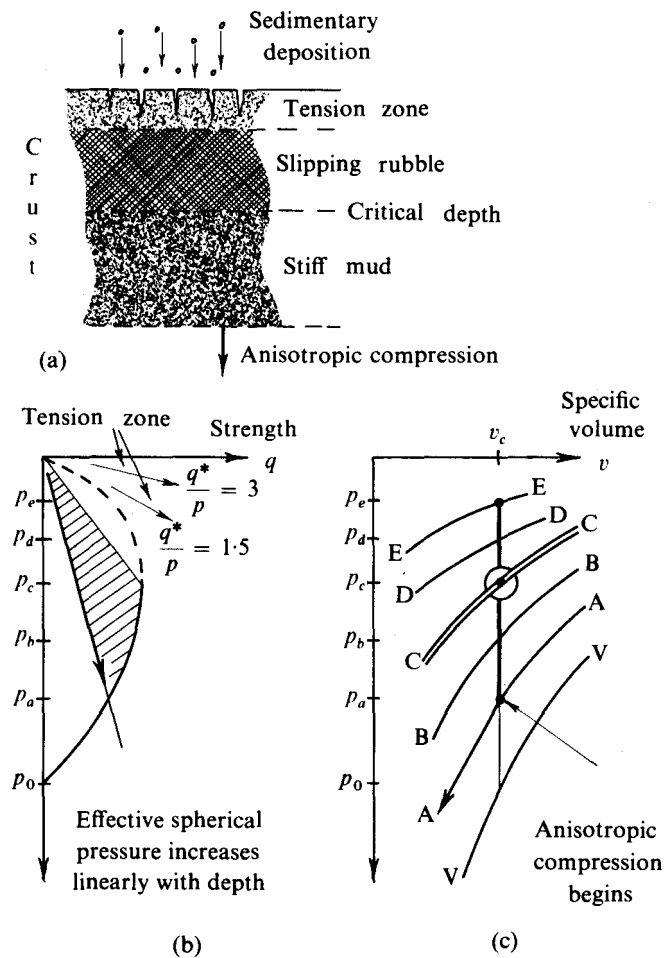 Sedimentary
deposition
Tension zone
Slipping rubble
Critical depth
Stiff mud
Crust
(a)
Anisotropic compression
Tension zone
Strength
q
q*/p = 3
q*/p = 1·5
p_e
p_d
p_c
p_b
p_a
p_0
Effective spherical
pressure increases
linearly with depth
(b)
Specific
volume
v_c
v
p_e
p_d
p_c
p_b
p_a
p_0
E
E
D
D
C
C
B
B
A
A
V
V
Anisotropic
compression
begins
(c)